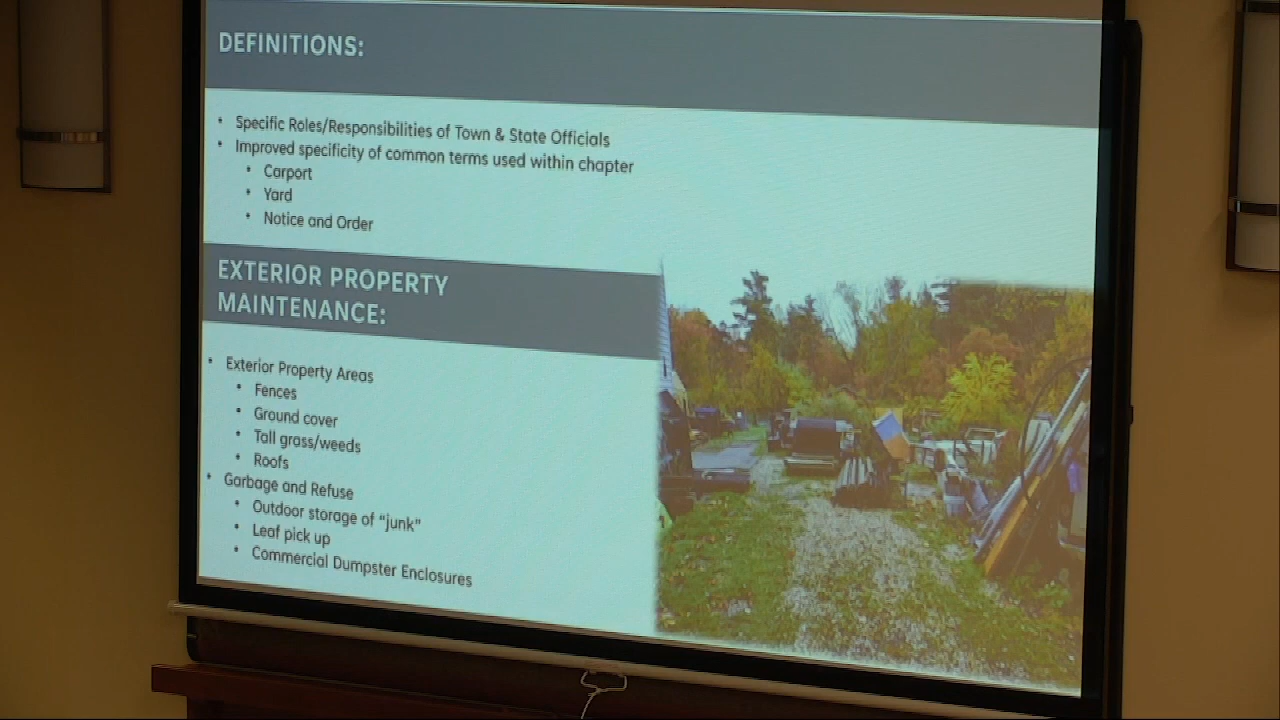 DEFINITIONS:
• Specific Roles/Responsibilities of Town & State Officials
• Improved specificity of common terms used within chapter
• Carport
• Yard
• Notice and Order
EXTERIOR PROPERTY
MAINTENANCE:
• Exterior Property Areas
• Fences
• Ground cover
• Tall grass/weeds
• Roofs
• Garbage and Refuse
• Outdoor storage of "junk"
• Leaf pick up
• Commercial Dumpster Enclosures